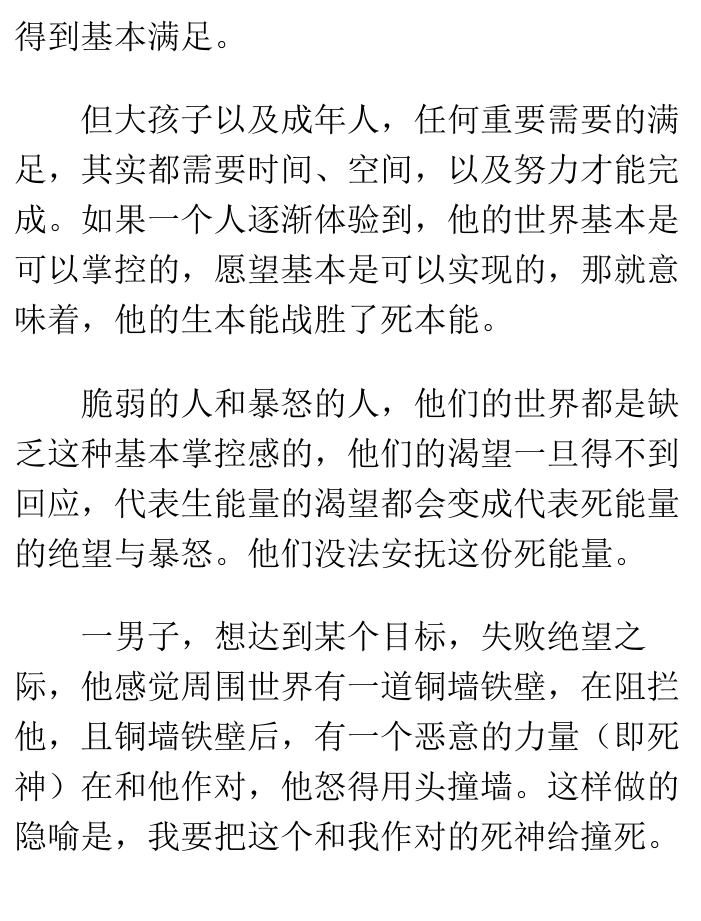 得到基本满足。
但大孩子以及成年人，任何重要需要的满
足，其实都需要时间、空间，以及努力才能完
成。如果一个人逐渐体验到，他的世界基本是
可以掌控的，愿望基本是可以实现的，那就意
味着，他的生本能战胜了死本能。
脆弱的人和暴怒的人，他们的世界都是缺
乏这种基本掌控感的，他们的渴望一旦得不到
回应，代表生能量的渴望都会变成代表死能量
的绝望与暴怒。他们没法安抚这份死能量。
一男子，想达到某个目标，失败绝望之
际，他感觉周围世界有一道铜墙铁壁，在阻拦
他，且铜墙铁壁后，有一个恶意的力量（即死
神）在和他作对，他怒得用头撞墙。这样做的
隐喻是，我要把这个和我作对的死神给撞死。